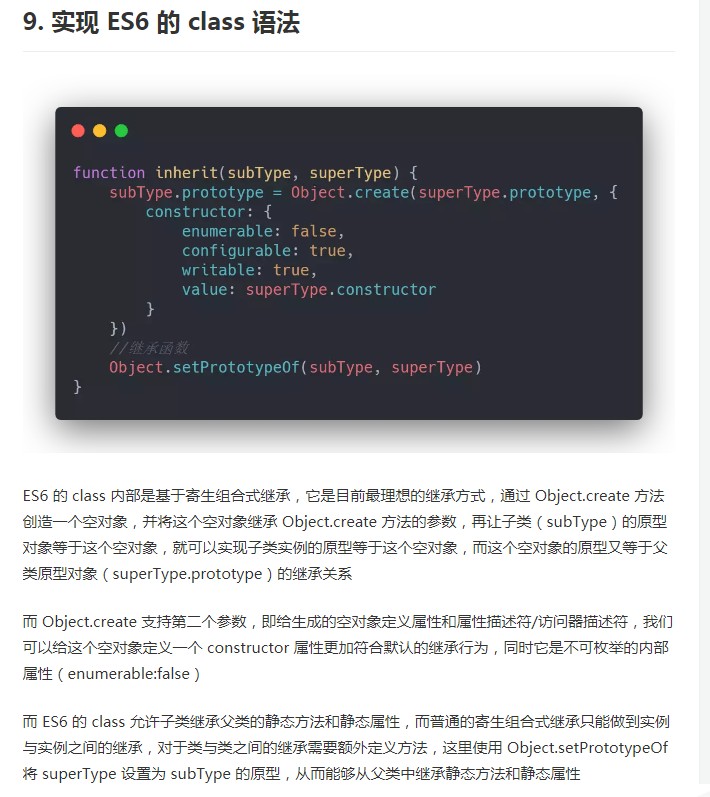 9. 实现 ES6 的 class 语法
function inherit(subType, superType) {
    subType.prototype = Object.create(superType.prototype, {
        constructor: {
            enumerable: false,
            configurable: true,
            writable: true,
            value: superType.constructor
        }
    })
    //继承函数
    Object.setPrototypeOf(subType, superType)
}
ES6 的 class 内部是基于寄生组合式继承，它是目前最理想的继承方式，通过 Object.create 方法
创造一个空对象，并将这个空对象继承 Object.create 方法的参数，再让子类（subType）的原型
对象等于这个空对象，就可以实现子类实例的原型等于这个空对象，而这个空对象的原型又等于父
类原型对象（superType.prototype）的继承关系
而 Object.create 支持第二个参数，即给生成的空对象定义属性和属性描述符/访问器描述符，我们
可以给这个空对象定义一个 constructor 属性更加符合默认的继承行为，同时它是不可枚举的内部
属性（enumerable:false）
而 ES6 的 class 允许子类继承父类的静态方法和静态属性，而普通的寄生组合式继承只能做到实例
与实例之间的继承，对于类与类之间的继承需要额外定义方法，这里使用 Object.setPrototypeOf
将 superType 设置为 subType 的原型，从而能够从父类中继承静态方法和静态属性